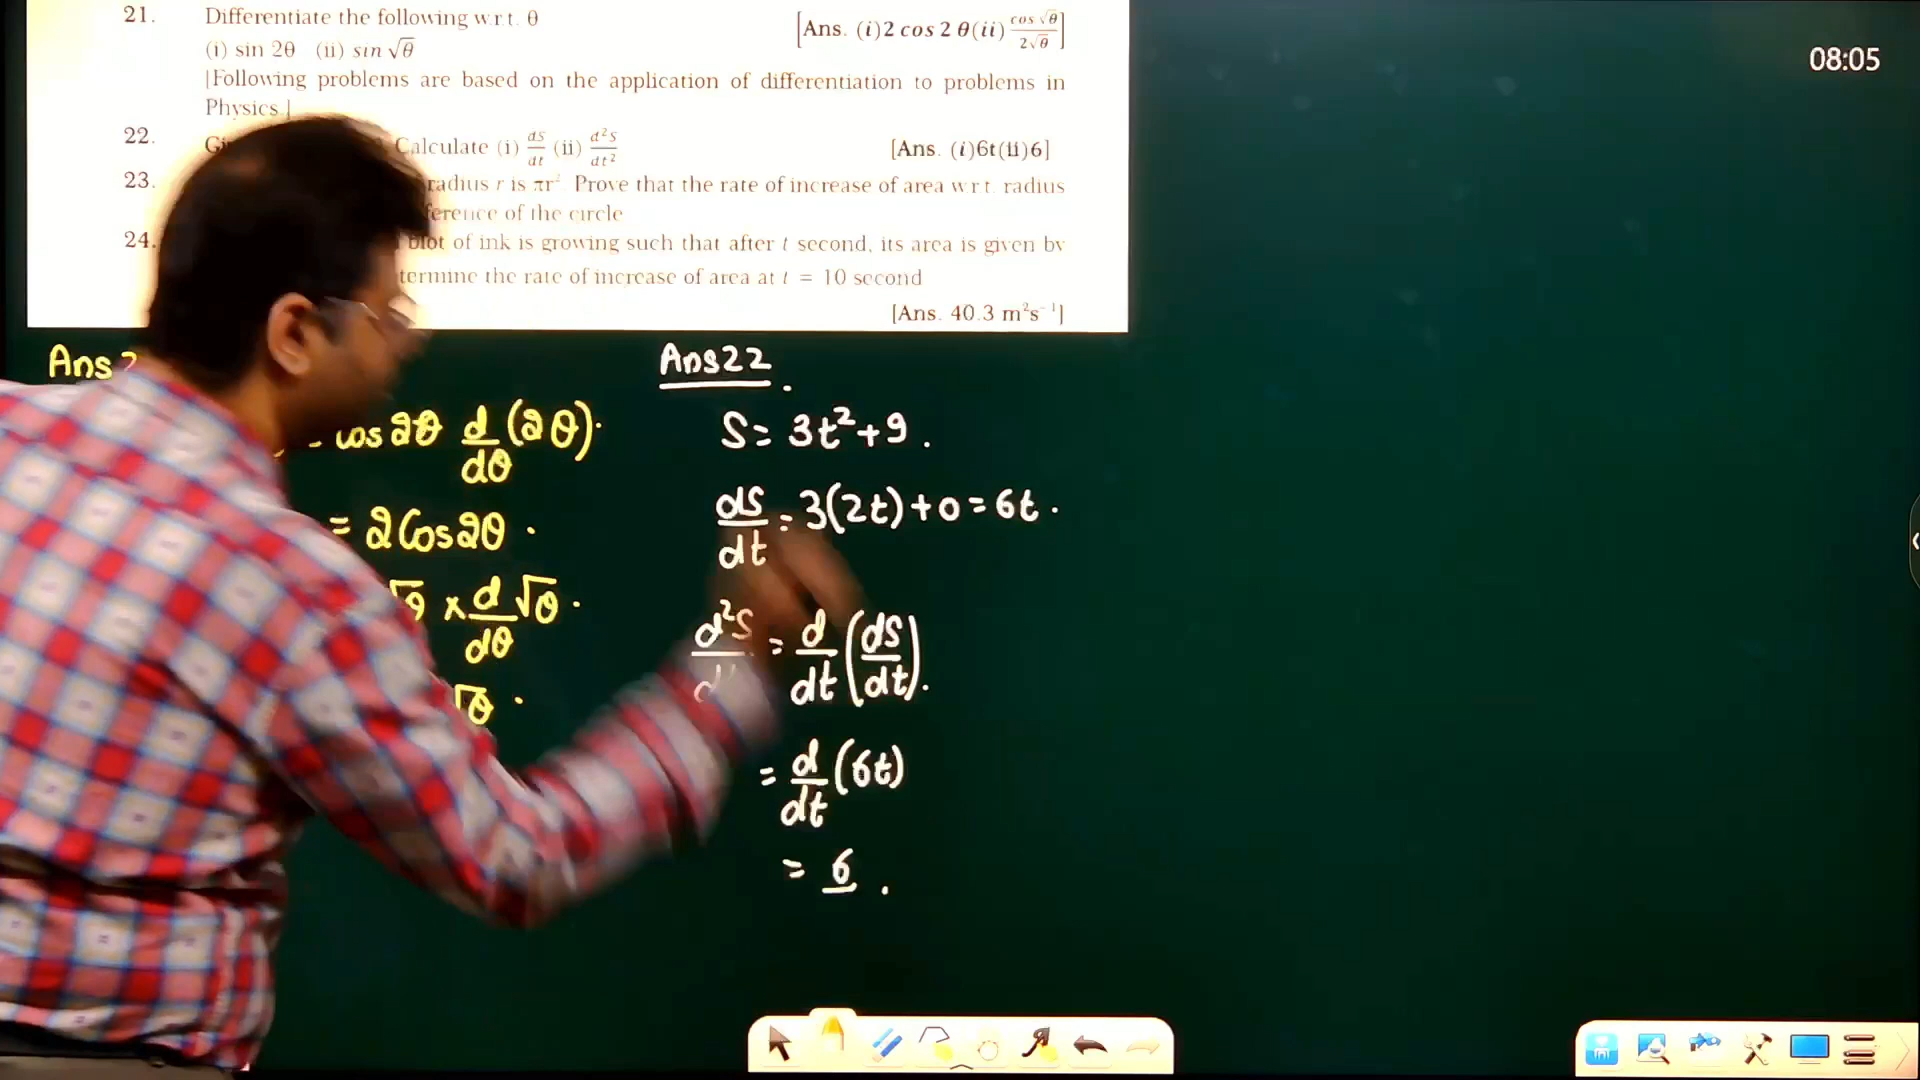 21. Differentiate the following w.r.t. θ
(i) sin 2θ (ii) sin √θ [Ans. (i)2 cos 2 θ(ii) cos √θ / 2√θ]
[Following problems are based on the application of differentiation to problems in
Physics.]
22. Calculate (i) dS/dt (ii) d²S/dt² [Ans. (i)6t(ii)6]
23. radius r is πr². Prove that the rate of increase of area w.r.t. radius
of the circle
24. blot of ink is growing such that after t second, its area is given by
the rate of increase of area at t = 10 second
[Ans. 40.3 m²s⁻¹]
08:05
Ans
= cos 2θ d/dθ (2θ).
= 2 Cos 2θ .
√θ × d/dθ √θ .
√θ .
Ans 22 .
S = 3t² + 9 .
dS/dt = 3(2t) + 0 = 6t .
d²S = d/dt (dS/dt).
= d/dt (6t)
= 6 .